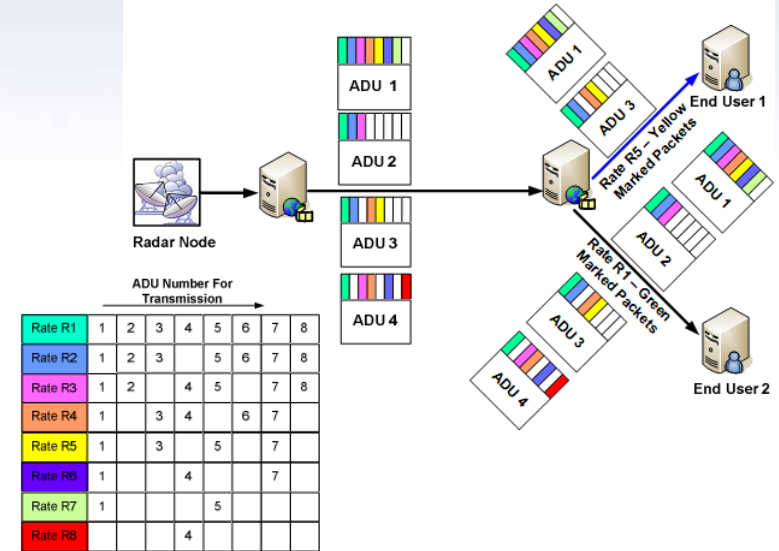 ADU 1
ADU 2
ADU 3
ADU 4
Radar Node
ADU 1
ADU 3
End User 1
Rate R5 – Yellow
Marked Packets
ADU 1
ADU 2
Rate R1 – Green
Marked Packets
ADU 3
ADU 4
End User 2
ADU Number For
Transmission
Rate R1 1 2 3 4 5 6 7 8
Rate R2 1 2 3 5 6 7 8
Rate R3 1 2 4 5 7 8
Rate R4 1 3 4 6 7
Rate R5 1 3 5 7
Rate R6 1 4 7
Rate R7 1 5
Rate R8 4